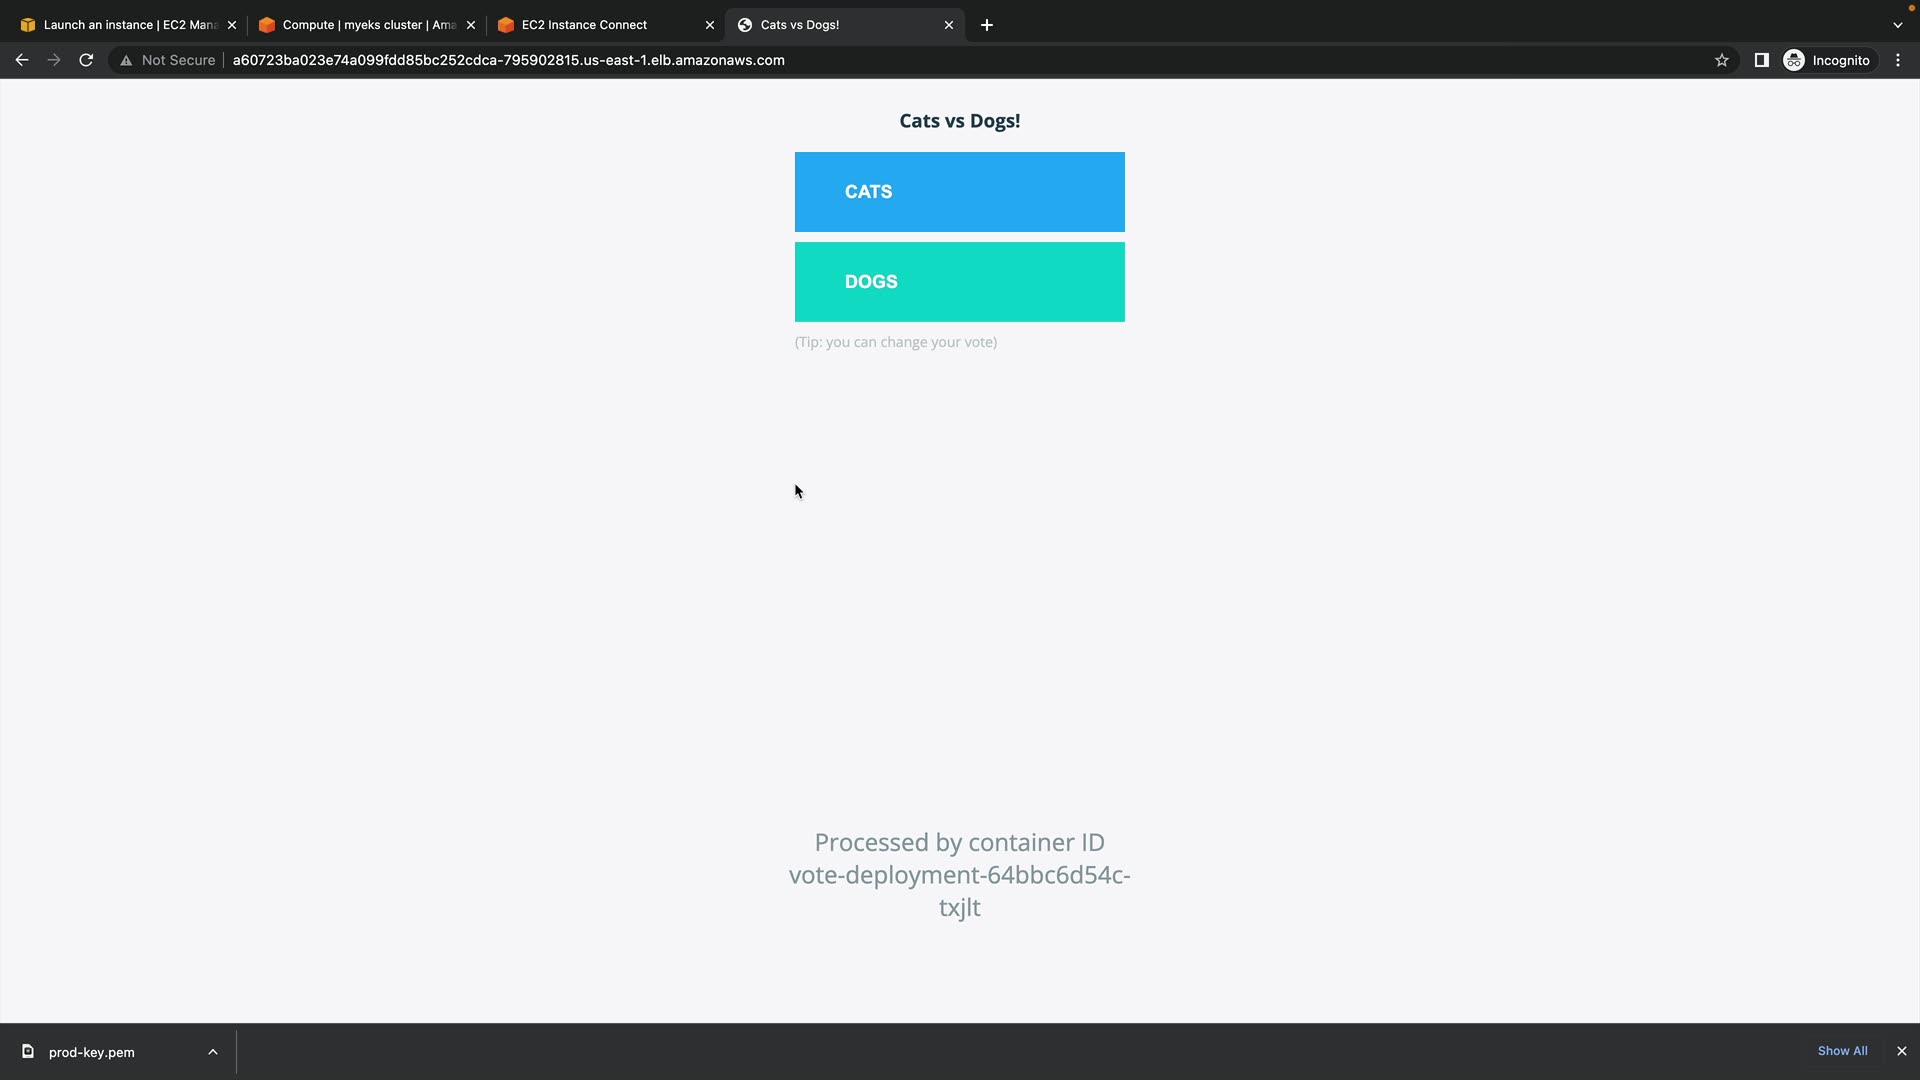 Launch an instance | EC2 Mana
Compute | myeks cluster | Ama
EC2 Instance Connect
Cats vs Dogs!
Not Secure
a60723ba023e74a099fdd85bc252cdca-795902815.us-east-1.elb.amazonaws.com
Incognito
Cats vs Dogs!
CATS
DOGS
(Tip: you can change your vote)
Processed by container ID
vote-deployment-64bbc6d54c-
txjlt
prod-key.pem
Show All